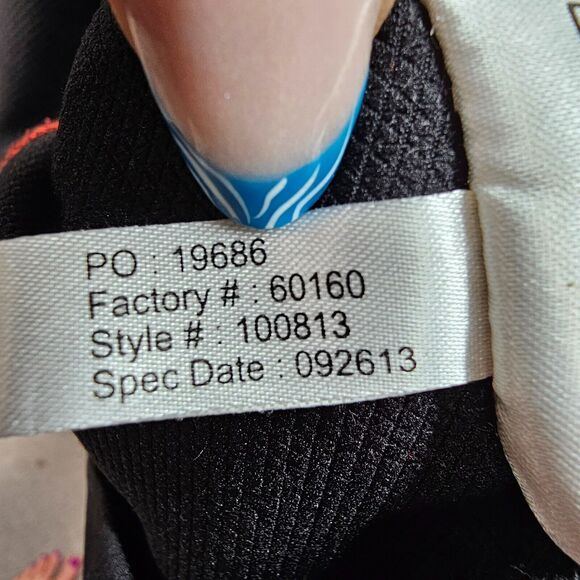 PO : 19686
Factory # : 60160
Style # : 100813
Spec Date : 092613